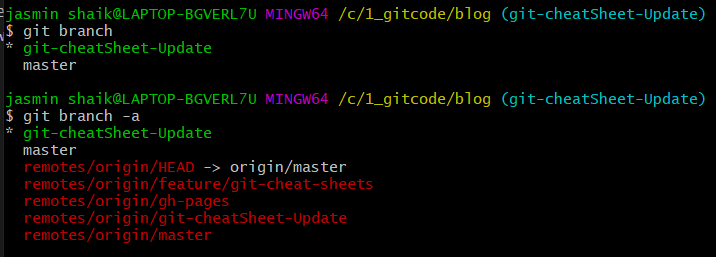 jasmin shaik@LAPTOP-BGVERL7U MINGW64 /c/1_gitcode/blog (git-cheatSheet-Update)
$ git branch
* git-cheatSheet-Update
  master
jasmin shaik@LAPTOP-BGVERL7U MINGW64 /c/1_gitcode/blog (git-cheatSheet-Update)
$ git branch -a
* git-cheatSheet-Update
  master
  remotes/origin/HEAD -> origin/master
  remotes/origin/feature/git-cheat-sheets
  remotes/origin/gh-pages
  remotes/origin/git-cheatSheet-Update
  remotes/origin/master